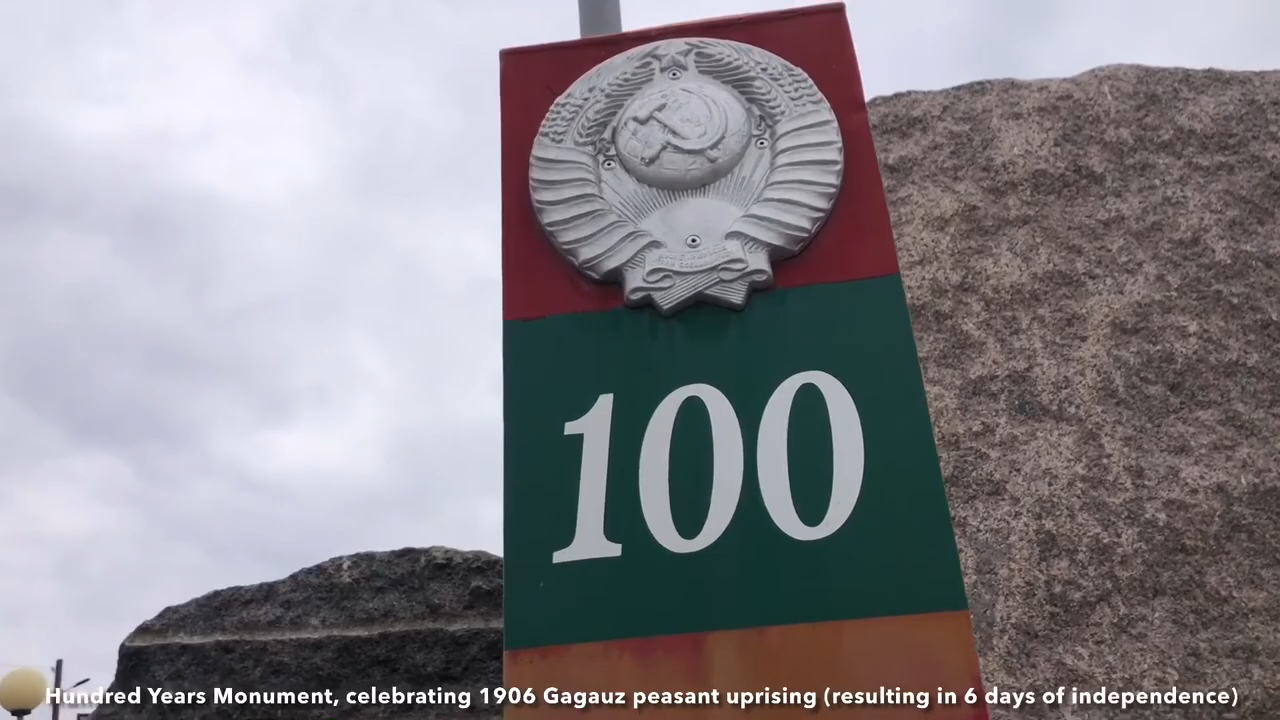 100
Hundred Years Monument, celebrating 1906 Gagauz peasant uprising (resulting in 6 days of independence)